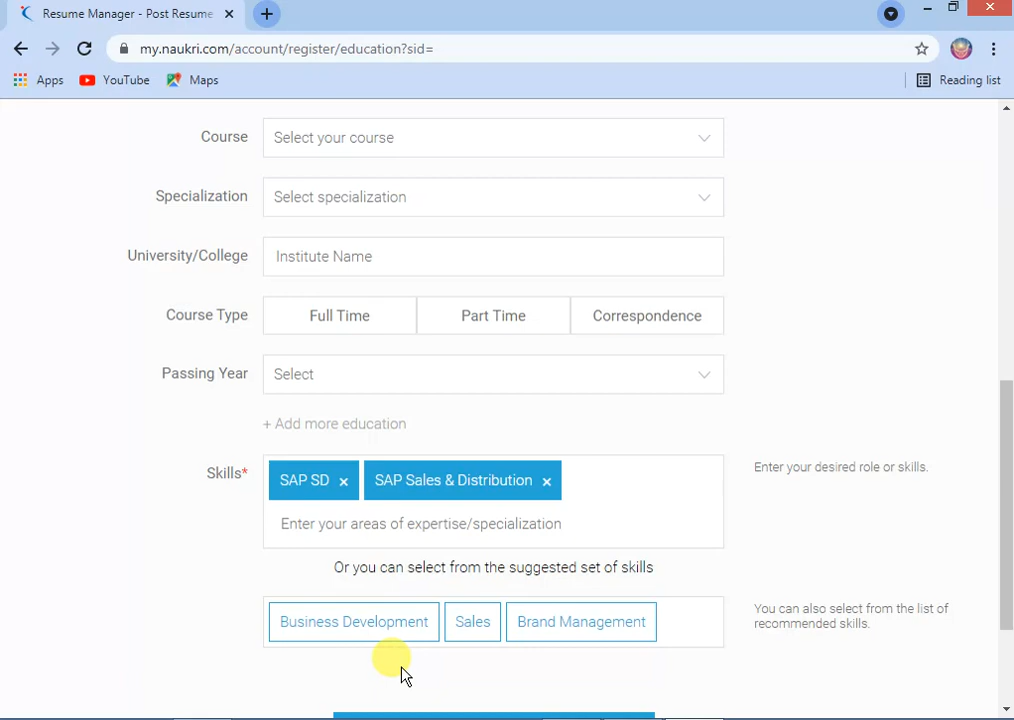 Resume Manager - Post Resume
my.naukri.com/account/register/education?sid=
Apps YouTube Maps Reading list
Course Select your course
Specialization Select specialization
University/College Institute Name
Course Type Full Time Part Time Correspondence
Passing Year Select
+ Add more education
Skills* SAP SD × SAP Sales & Distribution × Enter your desired role or skills.
Enter your areas of expertise/specialization
Or you can select from the suggested set of skills
Business Development Sales Brand Management You can also select from the list of
recommended skills.